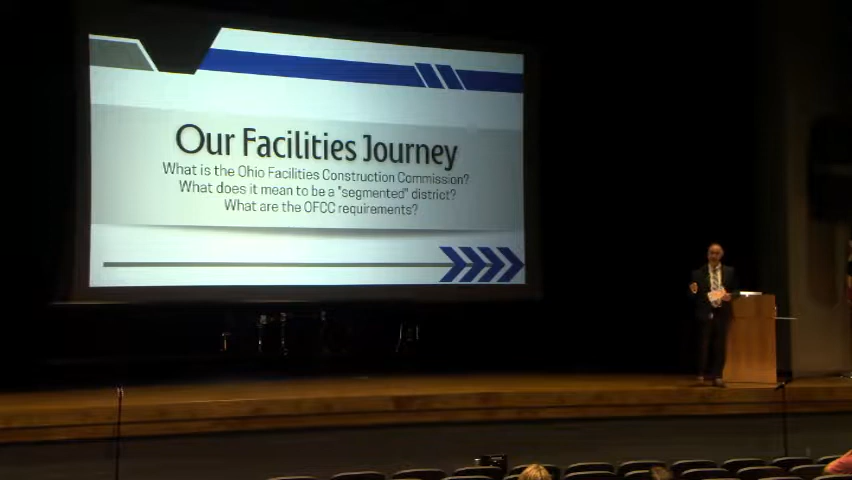 Our Facilities Journey
What is the Ohio Facilities Construction Commission?
What does it mean to be a "segmented" district?
What are the OFCC requirements?